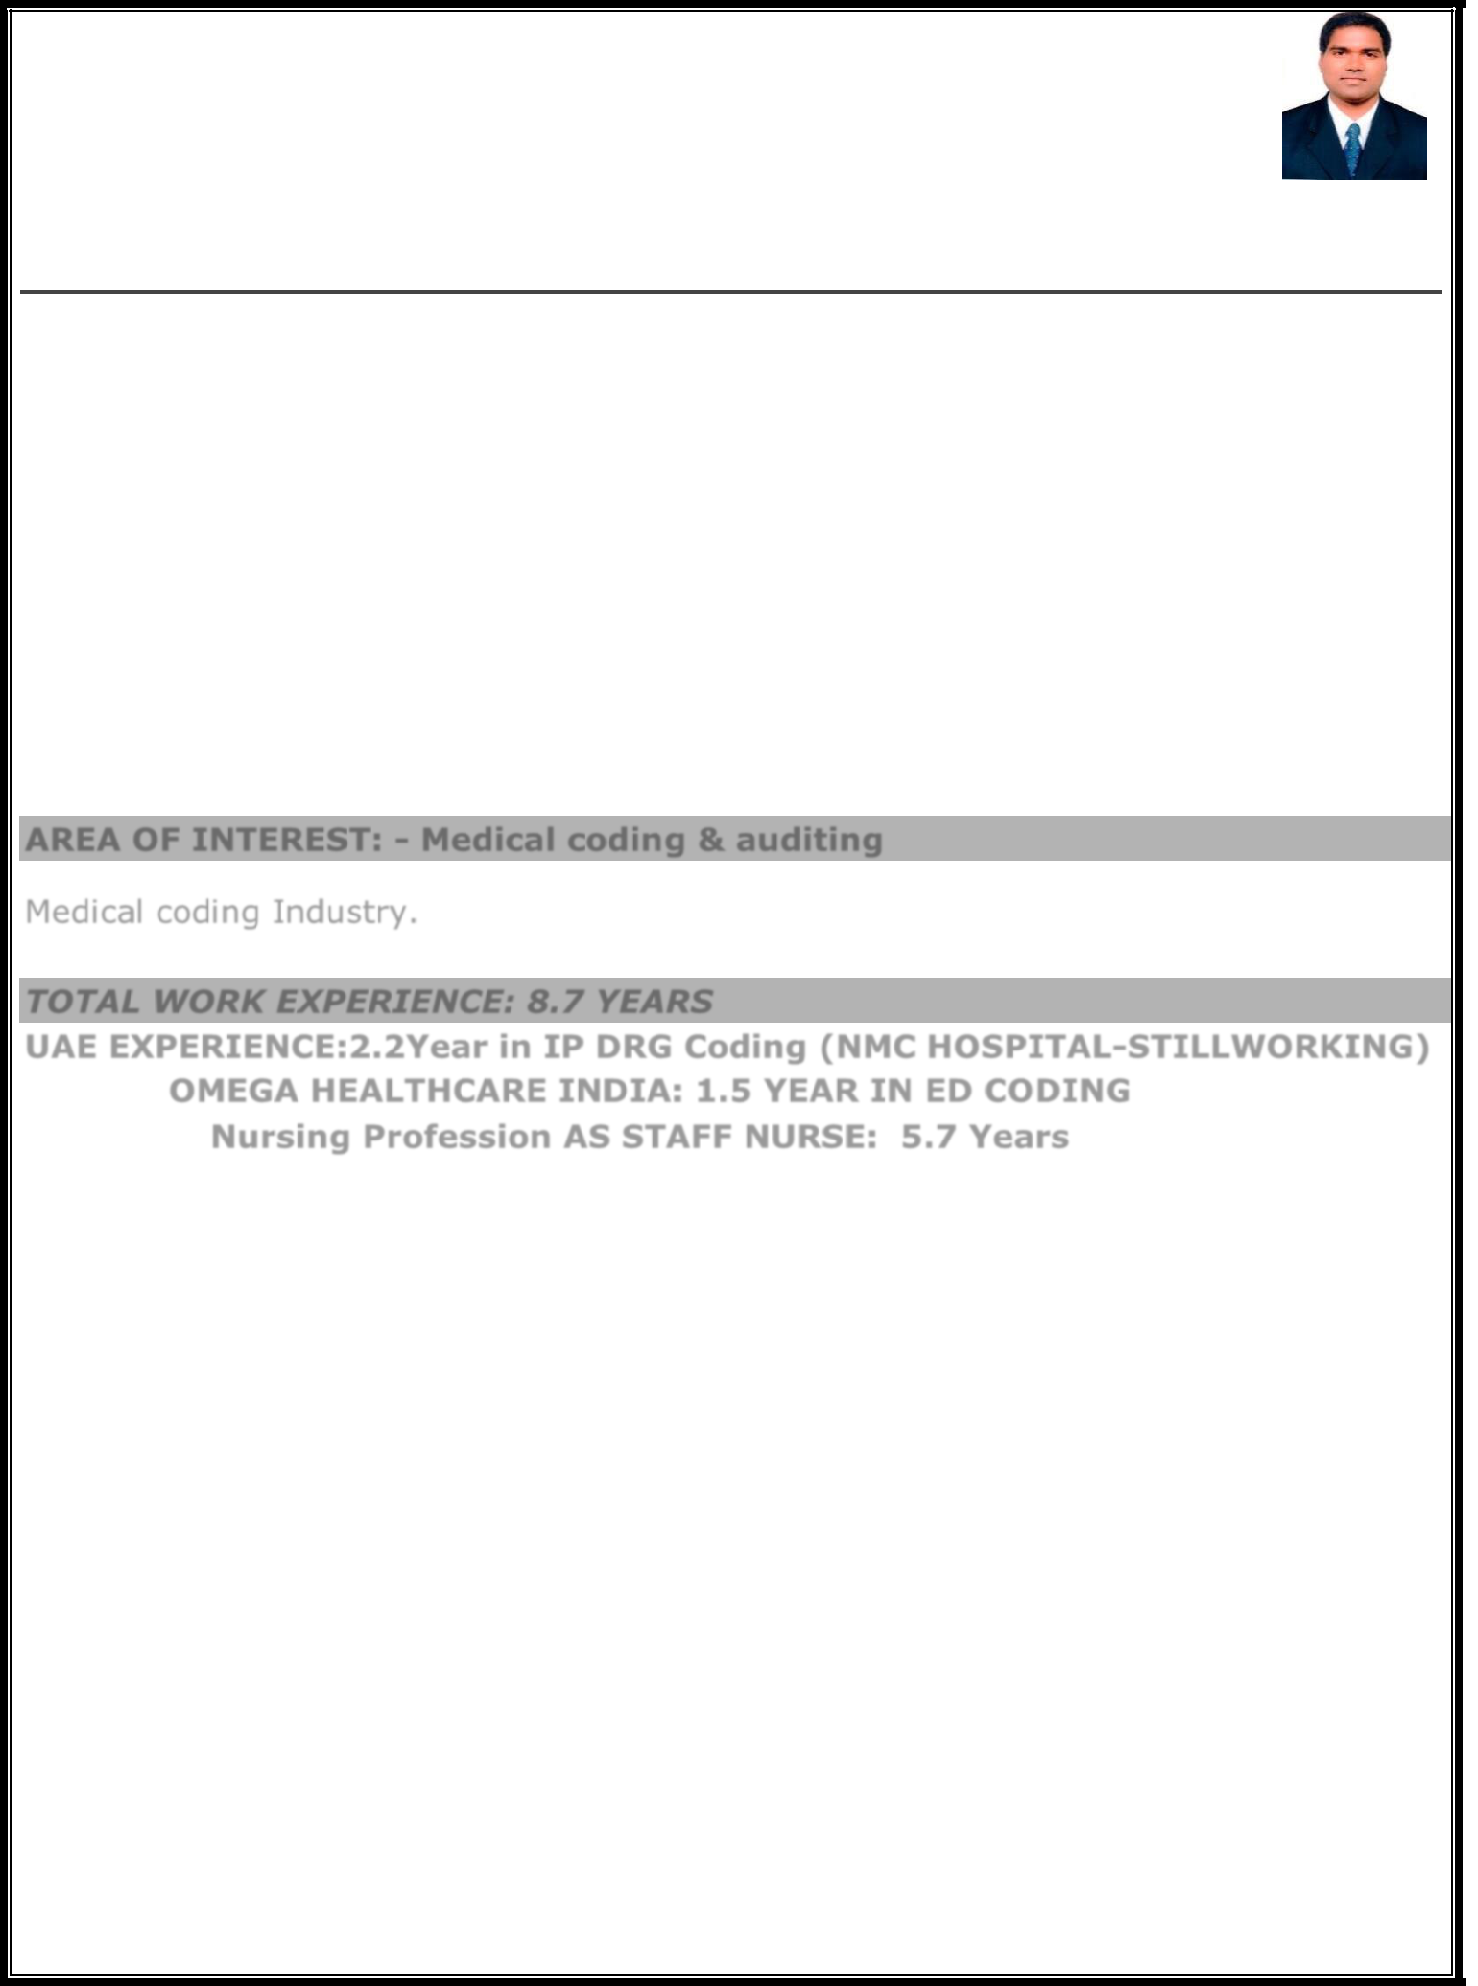 AREA OF INTEREST: - Medical coding & auditing
Medical coding Industry.
TOTAL WORK EXPERIENCE: 8.7 YEARS
UAE EXPERIENCE:2.2Year in IP DRG Coding (NMC HOSPITAL-STILLWORKING)
OMEGA HEALTHCARE INDIA: 1.5 YEAR IN ED CODING
Nursing Profession AS STAFF NURSE: 5.7 Years